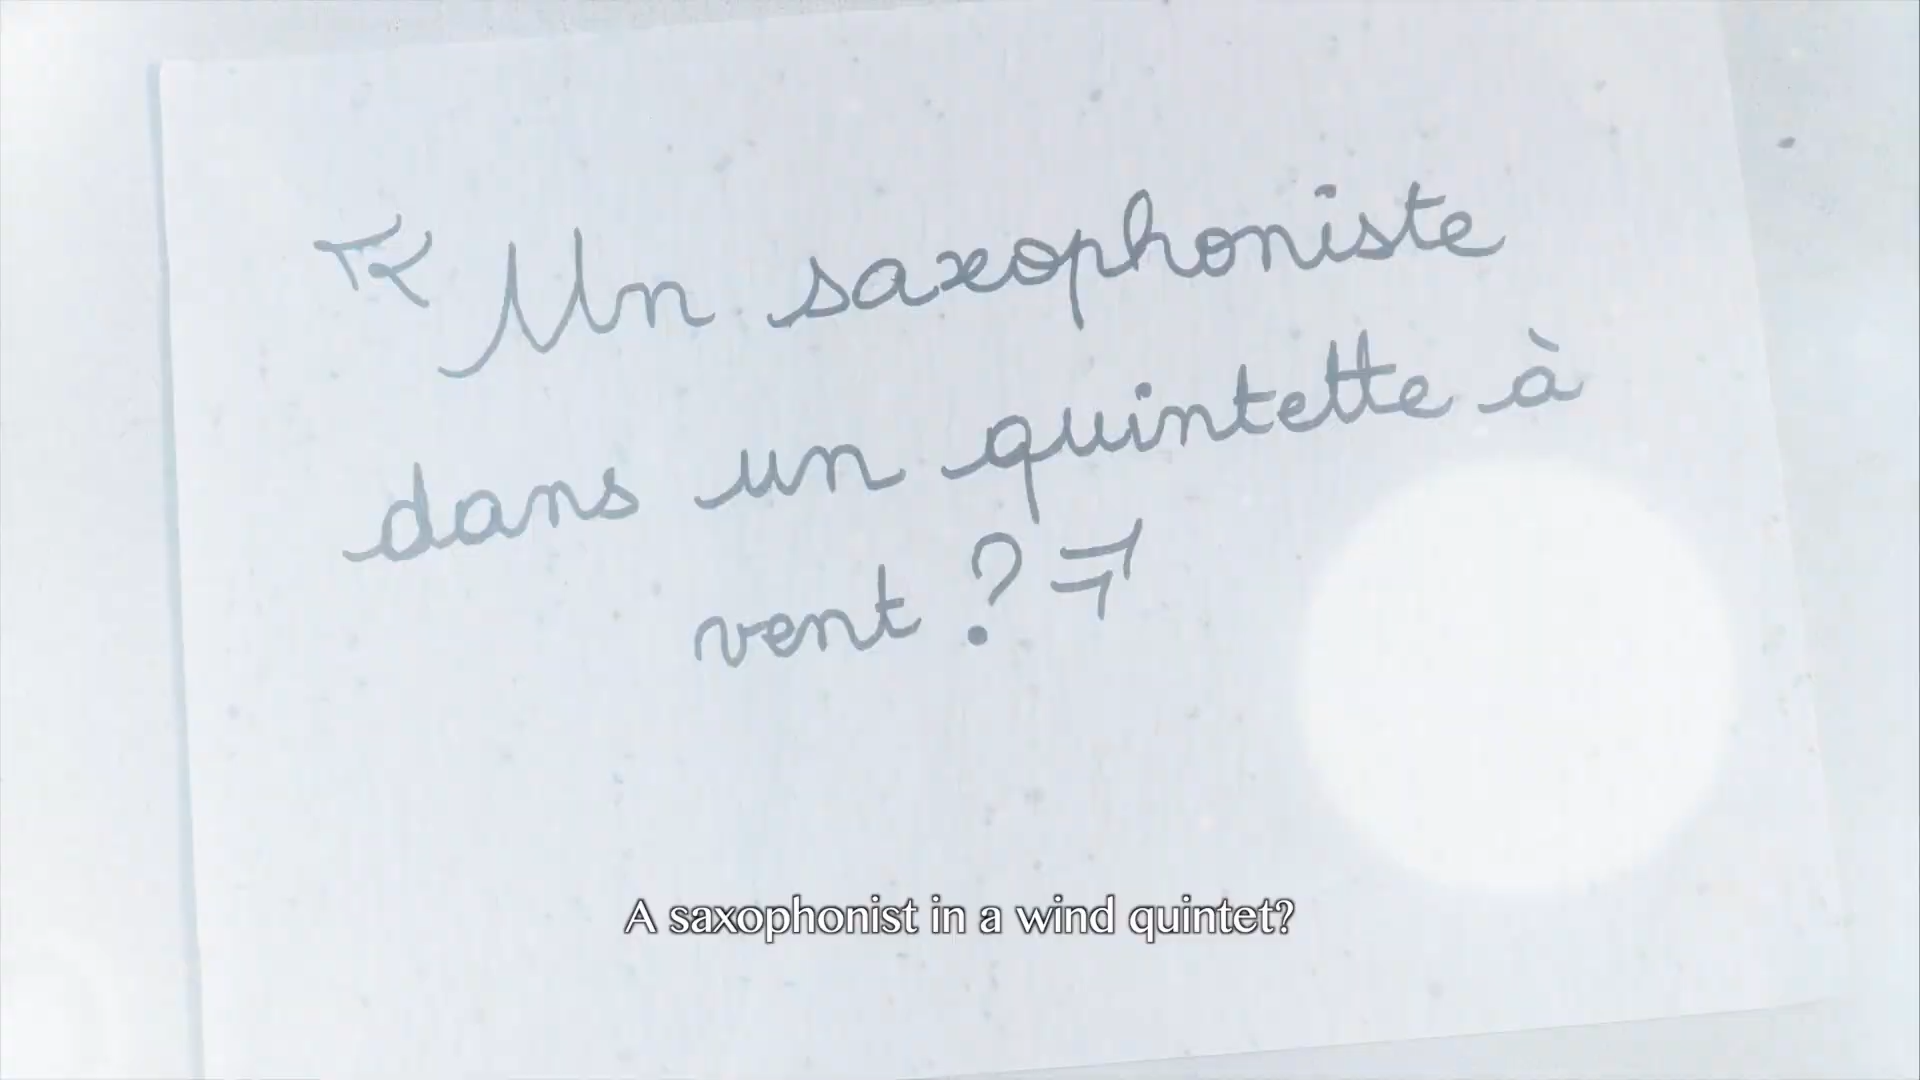 « Un saxophoniste
dans un quintette à
vent ? »
A saxophonist in a wind quintet?